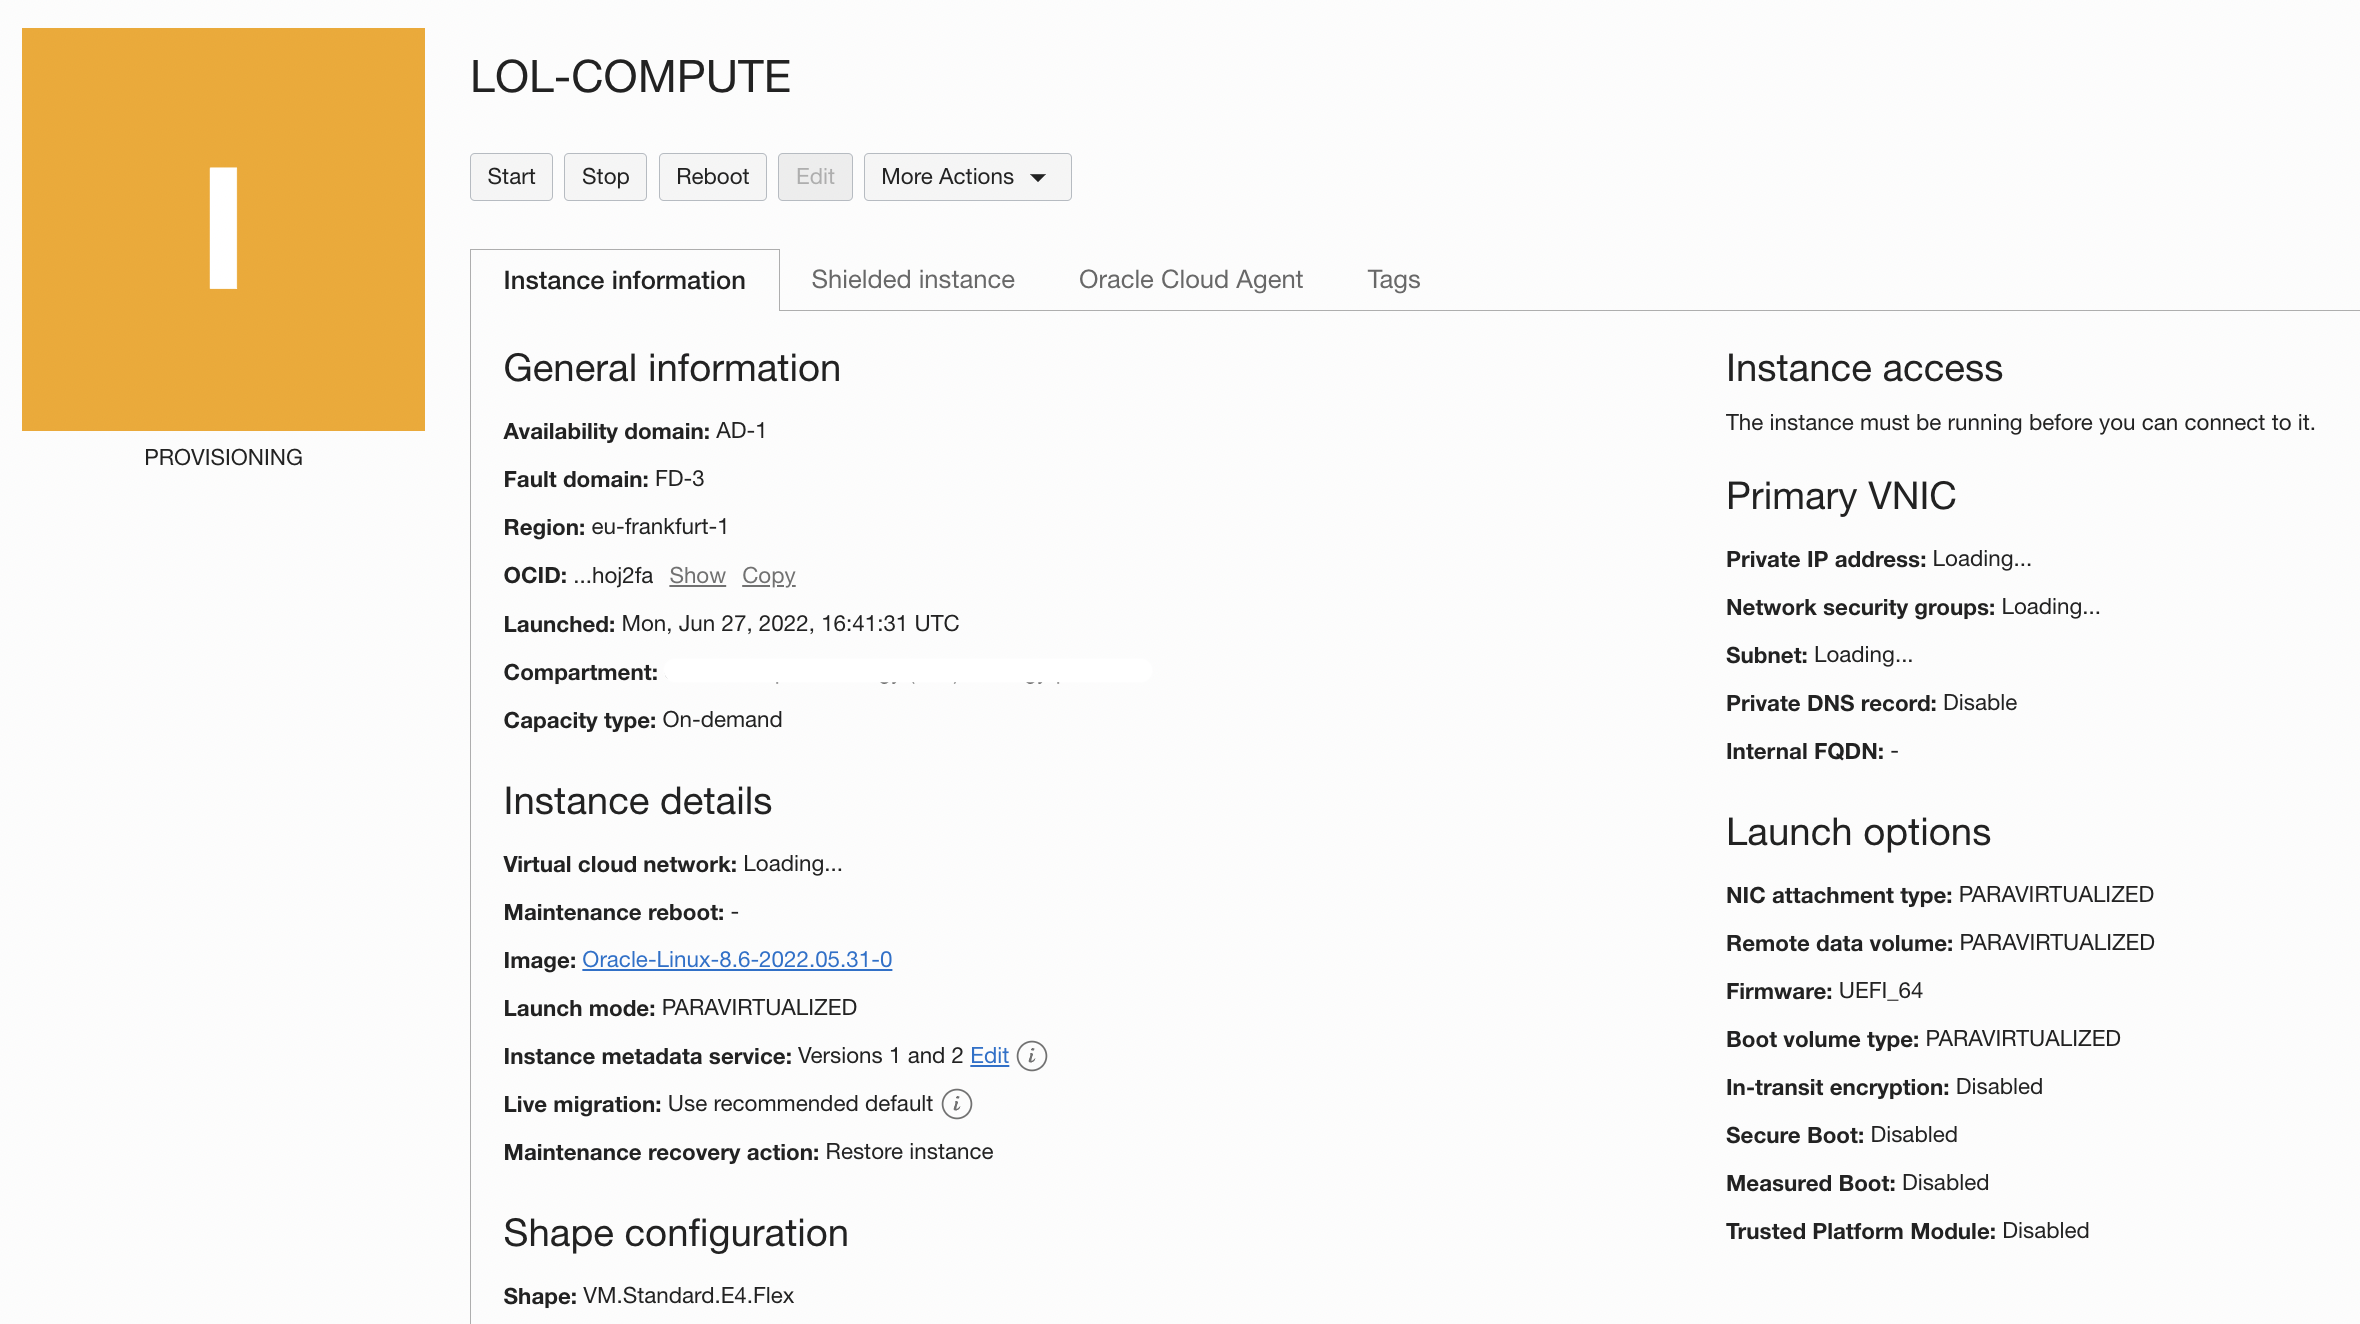 I
PROVISIONING
LOL-COMPUTE
Start Stop Reboot Edit More Actions
Instance information Shielded instance Oracle Cloud Agent Tags
General information
Availability domain: AD-1
Fault domain: FD-3
Region: eu-frankfurt-1
OCID: ...hoj2fa Show Copy
Launched: Mon, Jun 27, 2022, 16:41:31 UTC
Compartment:
Capacity type: On-demand
Instance details
Virtual cloud network: Loading...
Maintenance reboot: -
Image: Oracle-Linux-8.6-2022.05.31-0
Launch mode: PARAVIRTUALIZED
Instance metadata service: Versions 1 and 2 Edit i
Live migration: Use recommended default i
Maintenance recovery action: Restore instance
Shape configuration
Shape: VM.Standard.E4.Flex
Instance access
The instance must be running before you can connect to it.
Primary VNIC
Private IP address: Loading...
Network security groups: Loading...
Subnet: Loading...
Private DNS record: Disable
Internal FQDN: -
Launch options
NIC attachment type: PARAVIRTUALIZED
Remote data volume: PARAVIRTUALIZED
Firmware: UEFI_64
Boot volume type: PARAVIRTUALIZED
In-transit encryption: Disabled
Secure Boot: Disabled
Measured Boot: Disabled
Trusted Platform Module: Disabled